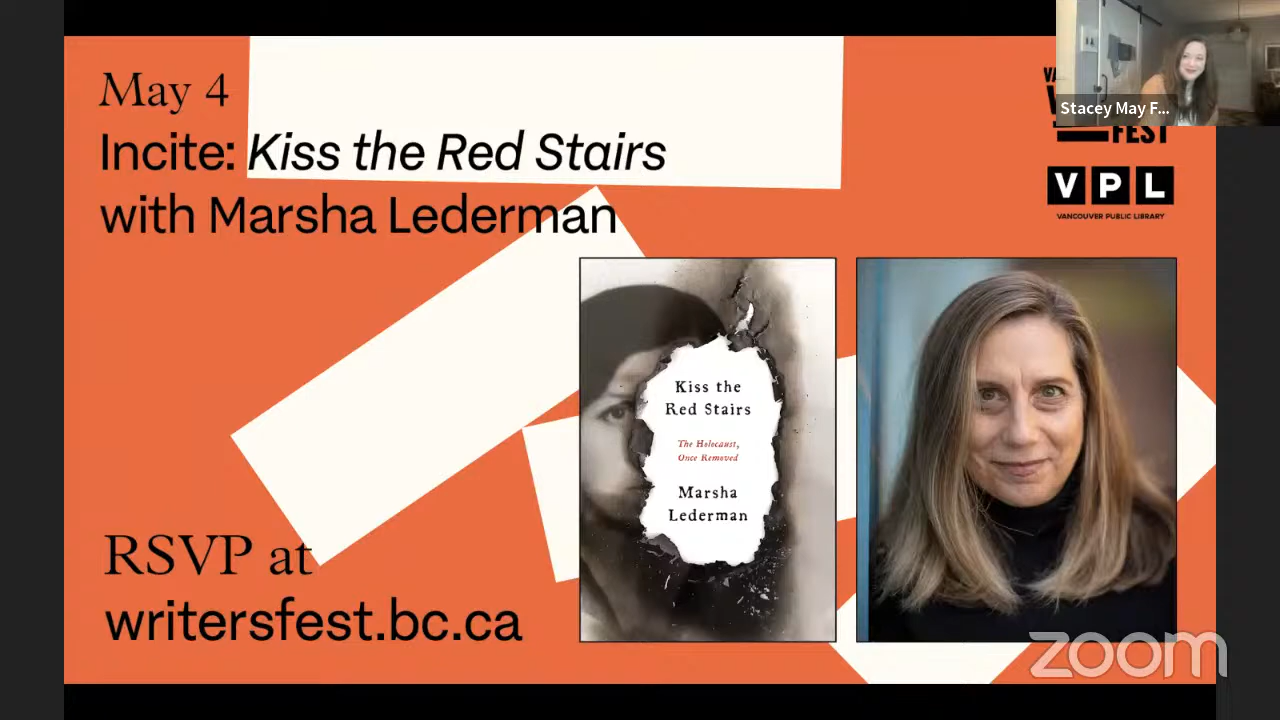 May 4
Incite: Kiss the Red Stairs
with Marsha Lederman
Stacey May F...
FEST
VPL
VANCOUVER PUBLIC LIBRARY
Kiss the
Red Stairs
The Holocaust,
Once Removed
Marsha
Lederman
RSVP at
writersfest.bc.ca
zoom